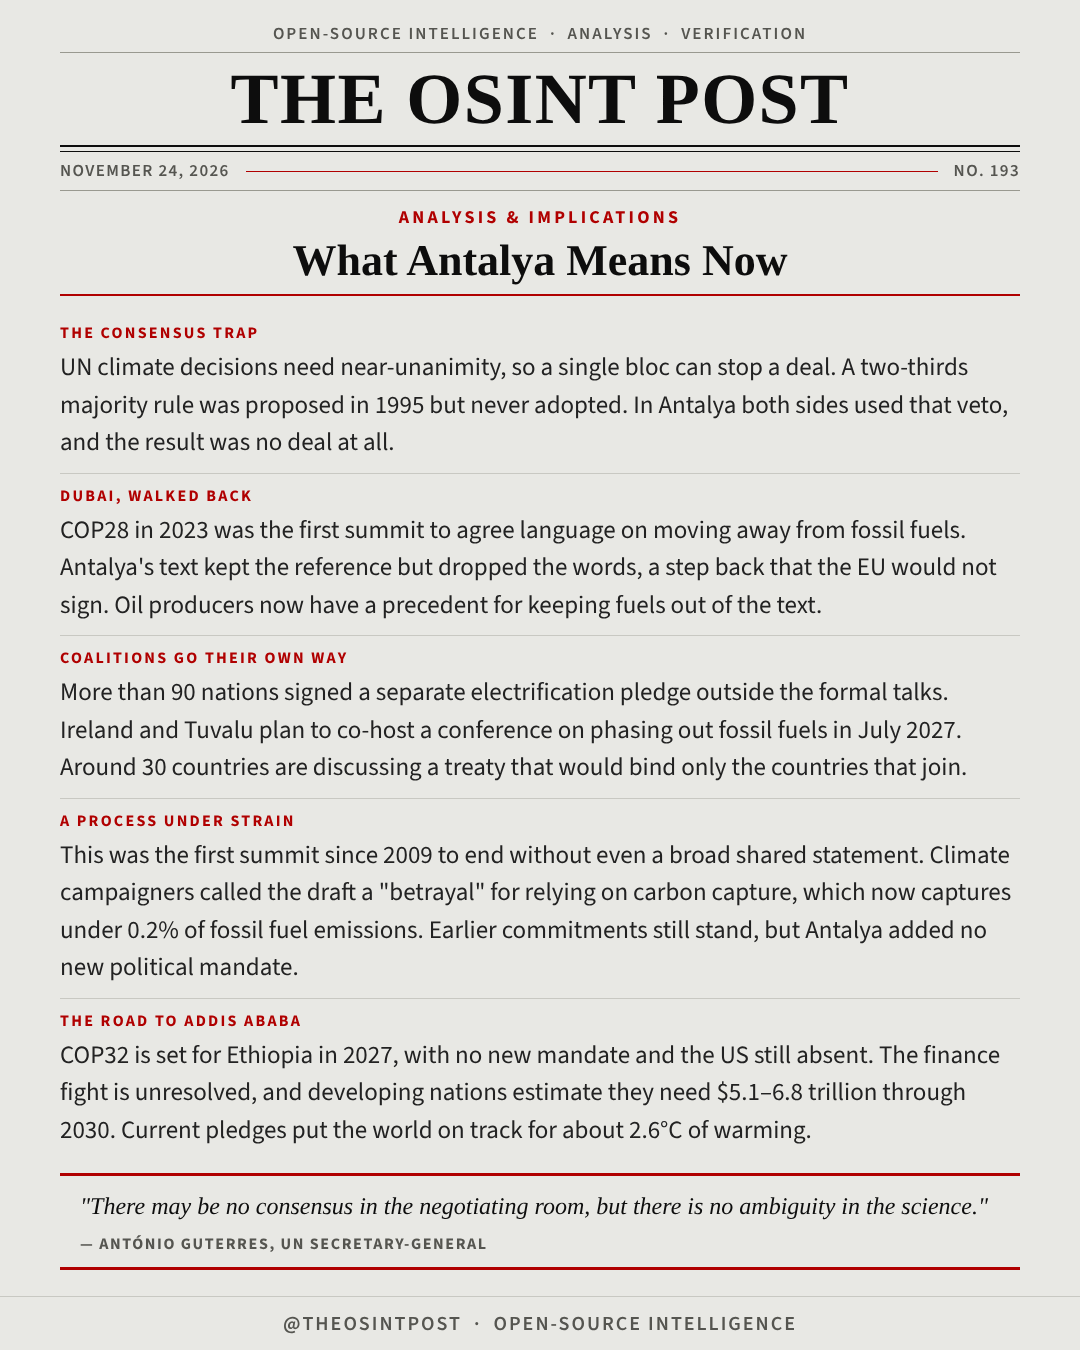 OPEN-SOURCE INTELLIGENCE · ANALYSIS · VERIFICATION
THE OSINT POST
NOVEMBER 24, 2026
NO. 193
ANALYSIS & IMPLICATIONS
What Antalya Means Now
THE CONSENSUS TRAP
UN climate decisions need near-unanimity, so a single bloc can stop a deal. A two-thirds
majority rule was proposed in 1995 but never adopted. In Antalya both sides used that veto,
and the result was no deal at all.
DUBAI, WALKED BACK
COP28 in 2023 was the first summit to agree language on moving away from fossil fuels.
Antalya's text kept the reference but dropped the words, a step back that the EU would not
sign. Oil producers now have a precedent for keeping fuels out of the text.
COALITIONS GO THEIR OWN WAY
More than 90 nations signed a separate electrification pledge outside the formal talks.
Ireland and Tuvalu plan to co-host a conference on phasing out fossil fuels in July 2027.
Around 30 countries are discussing a treaty that would bind only the countries that join.
A PROCESS UNDER STRAIN
This was the first summit since 2009 to end without even a broad shared statement. Climate
campaigners called the draft a "betrayal" for relying on carbon capture, which now captures
under 0.2% of fossil fuel emissions. Earlier commitments still stand, but Antalya added no
new political mandate.
THE ROAD TO ADDIS ABABA
COP32 is set for Ethiopia in 2027, with no new mandate and the US still absent. The finance
fight is unresolved, and developing nations estimate they need $5.1–6.8 trillion through
2030. Current pledges put the world on track for about 2.6°C of warming.
"There may be no consensus in the negotiating room, but there is no ambiguity in the science."
— ANTÓNIO GUTERRES, UN SECRETARY-GENERAL
@THEOSINTPOST · OPEN-SOURCE INTELLIGENCE